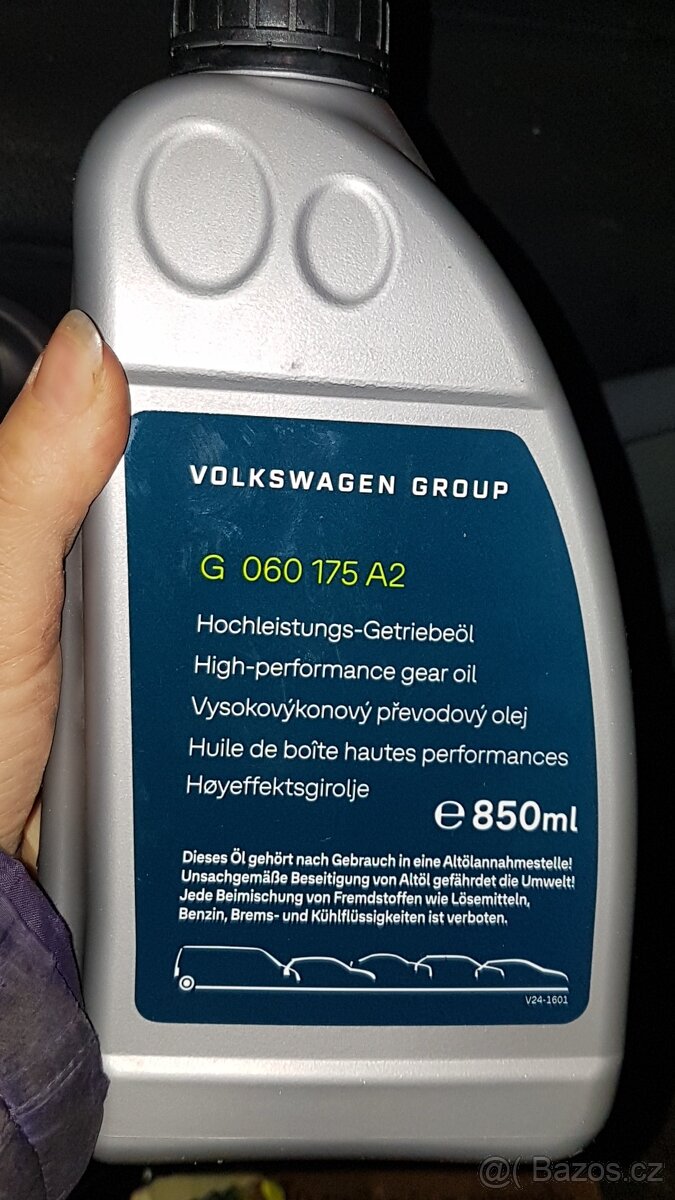 VOLKSWAGEN GROUP
G 060 175 A2
Hochleistungs-Getriebeöl
High-performance gear oil
Vysokovýkonový převodový olej
Huile de boîte hautes performances
Høyeffektsgirolje
e 850ml
Dieses Öl gehört nach Gebrauch in eine Altölannahmestelle!
Unsachgemäße Beseitigung von Altöl gefährdet die Umwelt!
Jede Beimischung von Fremdstoffen wie Lösemitteln,
Benzin, Brems- und Kühlflüssigkeiten ist verboten.
V24-1601
@( Bazos.cz